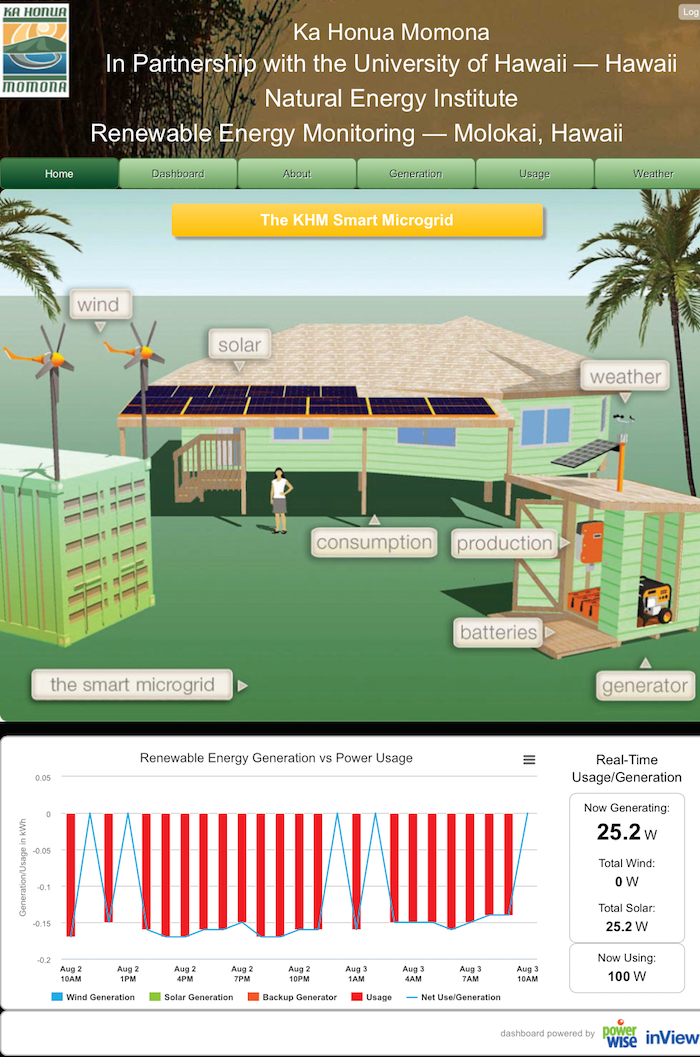 KA HONUA
MOMONA
Log
Ka Honua Momona
In Partnership with the University of Hawaii — Hawaii
Natural Energy Institute
Renewable Energy Monitoring — Molokai, Hawaii
Home Dashboard About Generation Usage Weather
The KHM Smart Microgrid
wind
solar
weather
consumption production
batteries
the smart microgrid generator
Renewable Energy Generation vs Power Usage
Generation/Usage in kWh
0.05
0
-0.05
-0.1
-0.15
-0.2
Aug 2 Aug 2 Aug 2 Aug 2 Aug 2 Aug 3 Aug 3 Aug 3 Aug 3
10AM 1PM 4PM 7PM 10PM 1AM 4AM 7AM 10AM
Wind Generation Solar Generation Backup Generator Usage Net Use/Generation
Real-Time
Usage/Generation
Now Generating:
25.2 W
Total Wind:
0 W
Total Solar:
25.2 W
Now Using:
100 W
dashboard powered by power wise inView